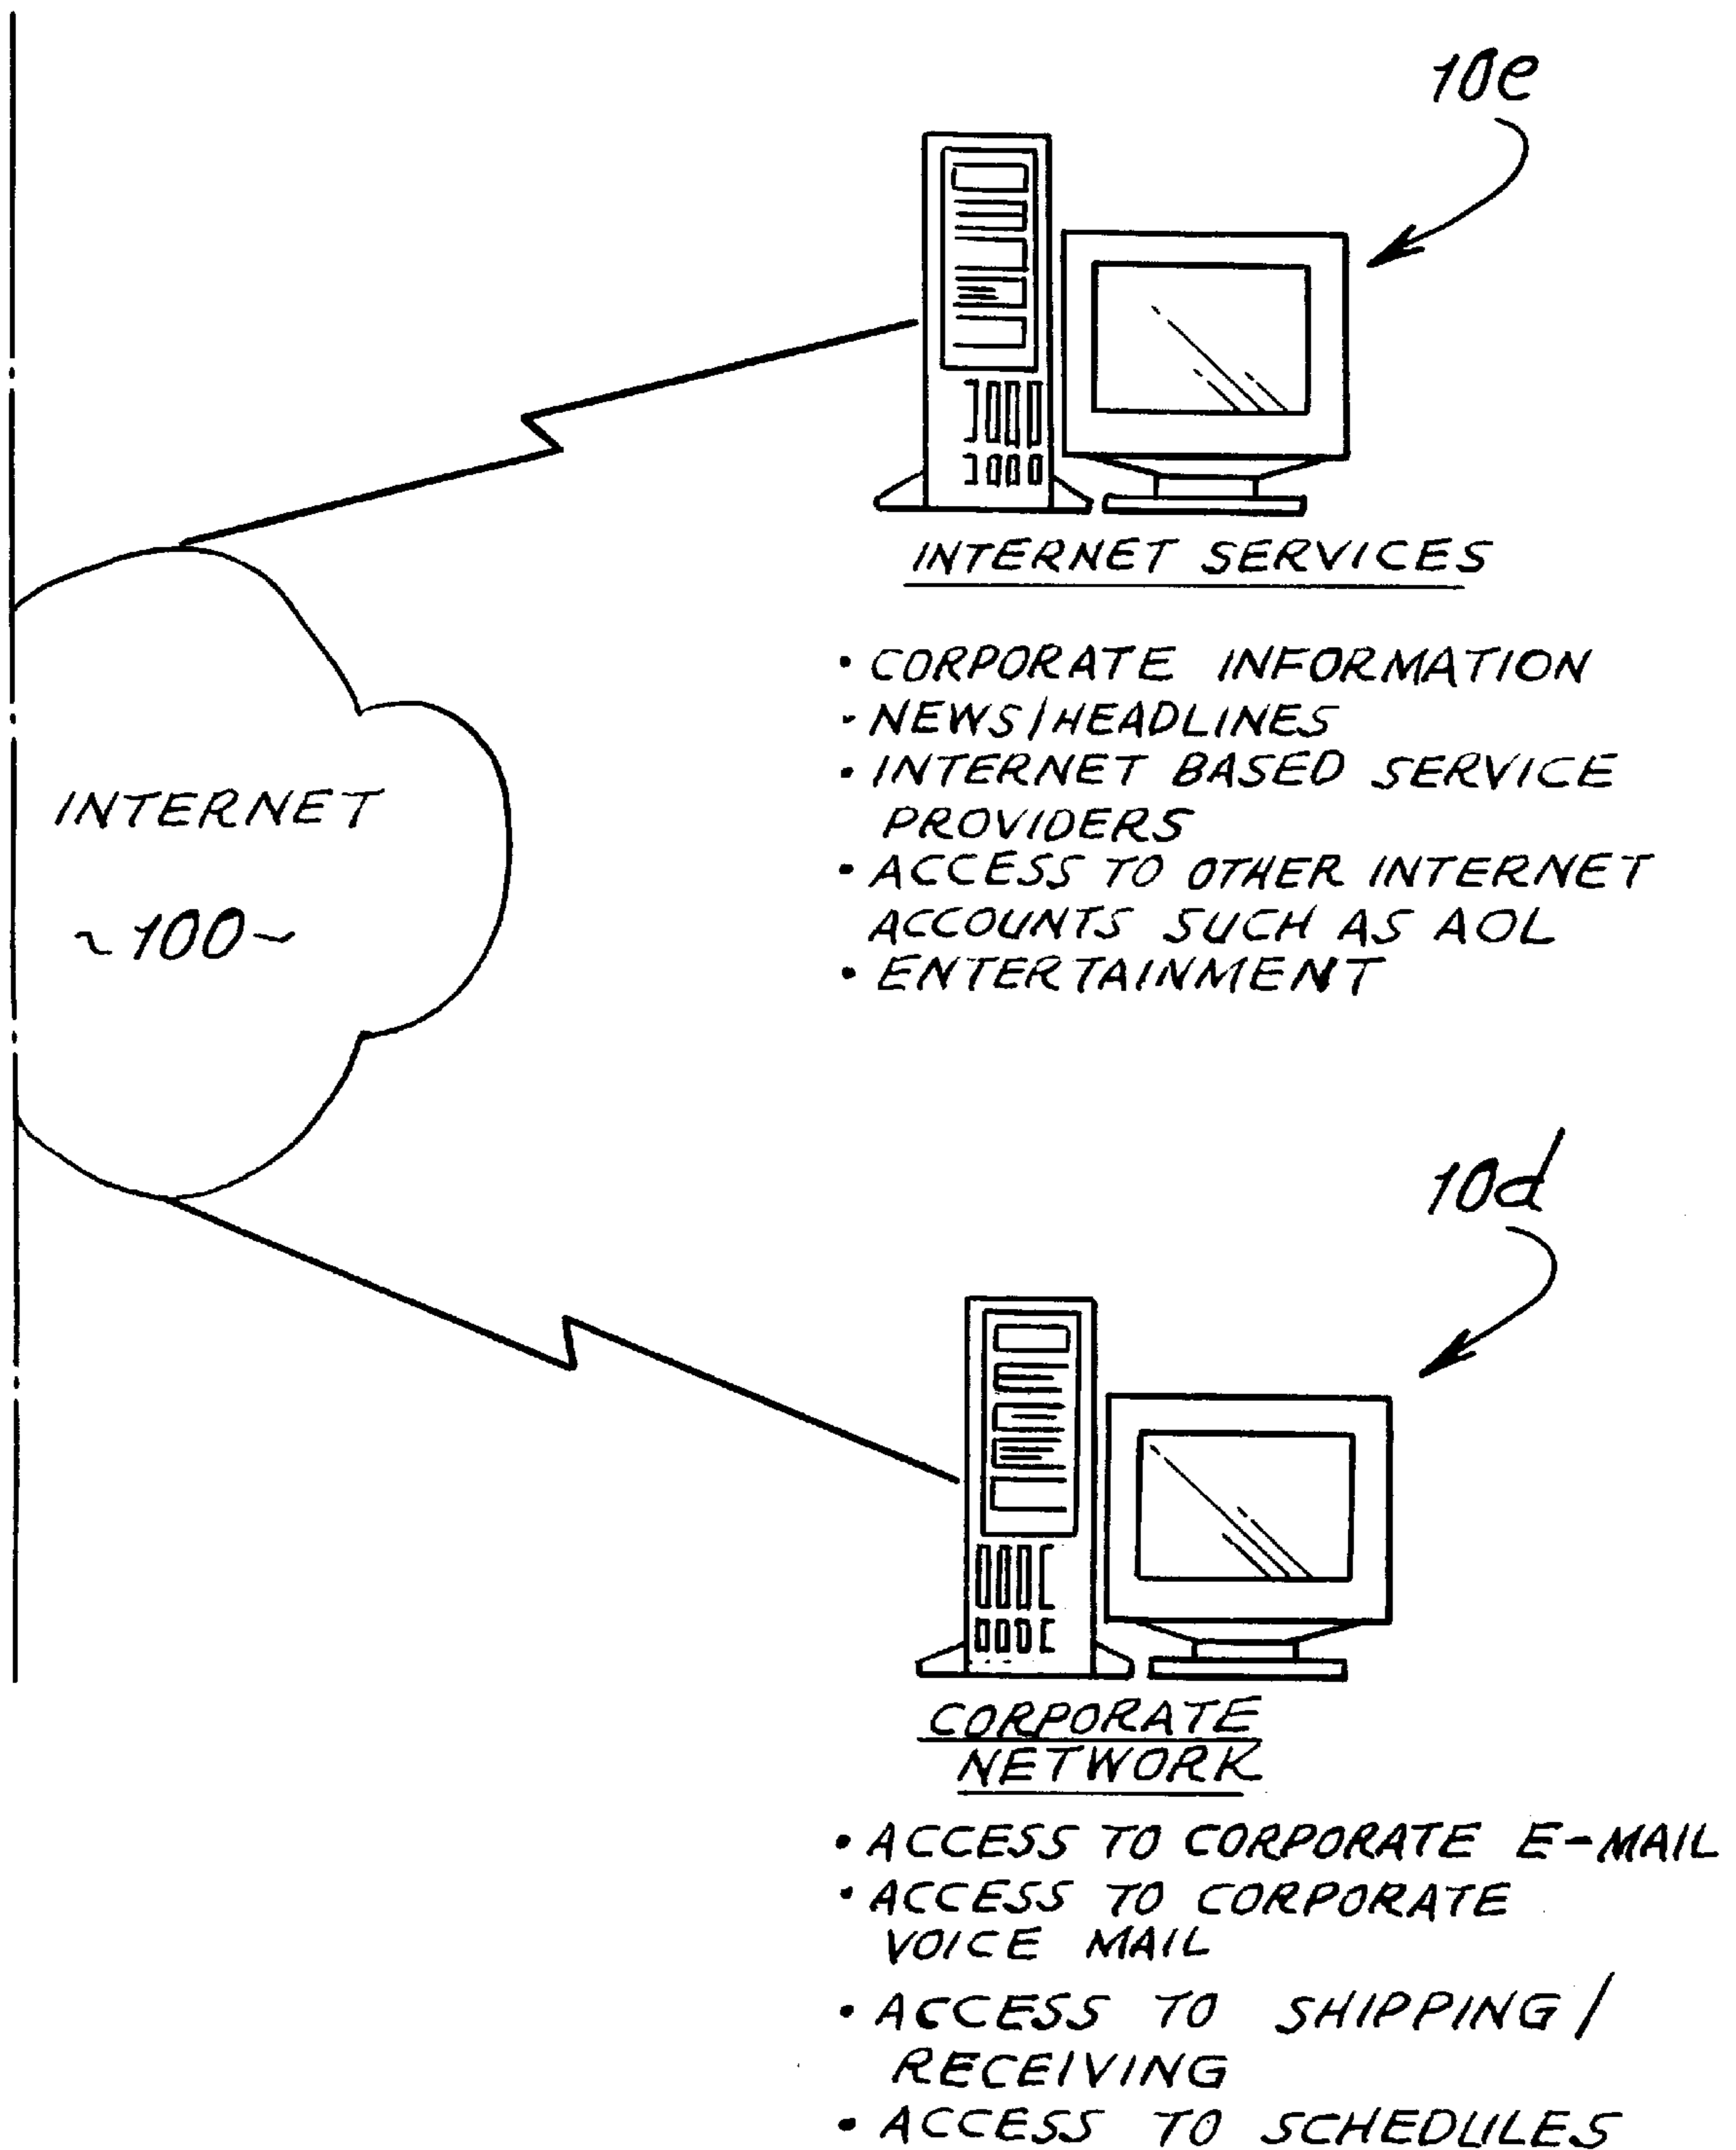 10e
INTERNET SERVICES
• CORPORATE INFORMATION
• NEWS/HEADLINES
• INTERNET BASED SERVICE
PROVIDERS
• ACCESS TO OTHER INTERNET
ACCOUNTS SUCH AS AOL
• ENTERTAINMENT
INTERNET
~100~
10d
CORPORATE
NETWORK
• ACCESS TO CORPORATE E-MAIL
• ACCESS TO CORPORATE
VOICE MAIL
• ACCESS TO SHIPPING/
RECEIVING
• ACCESS TO SCHEDULES